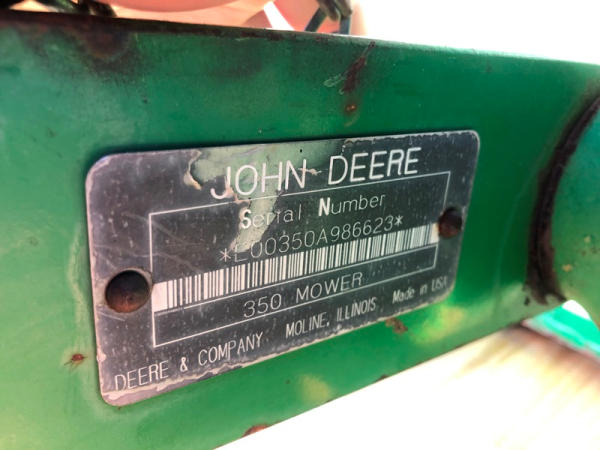 JOHN DEERE
Serial Number
*E00350A986623*
350 MOWER
DEERE & COMPANY MOLINE, ILLINOIS Made in USA